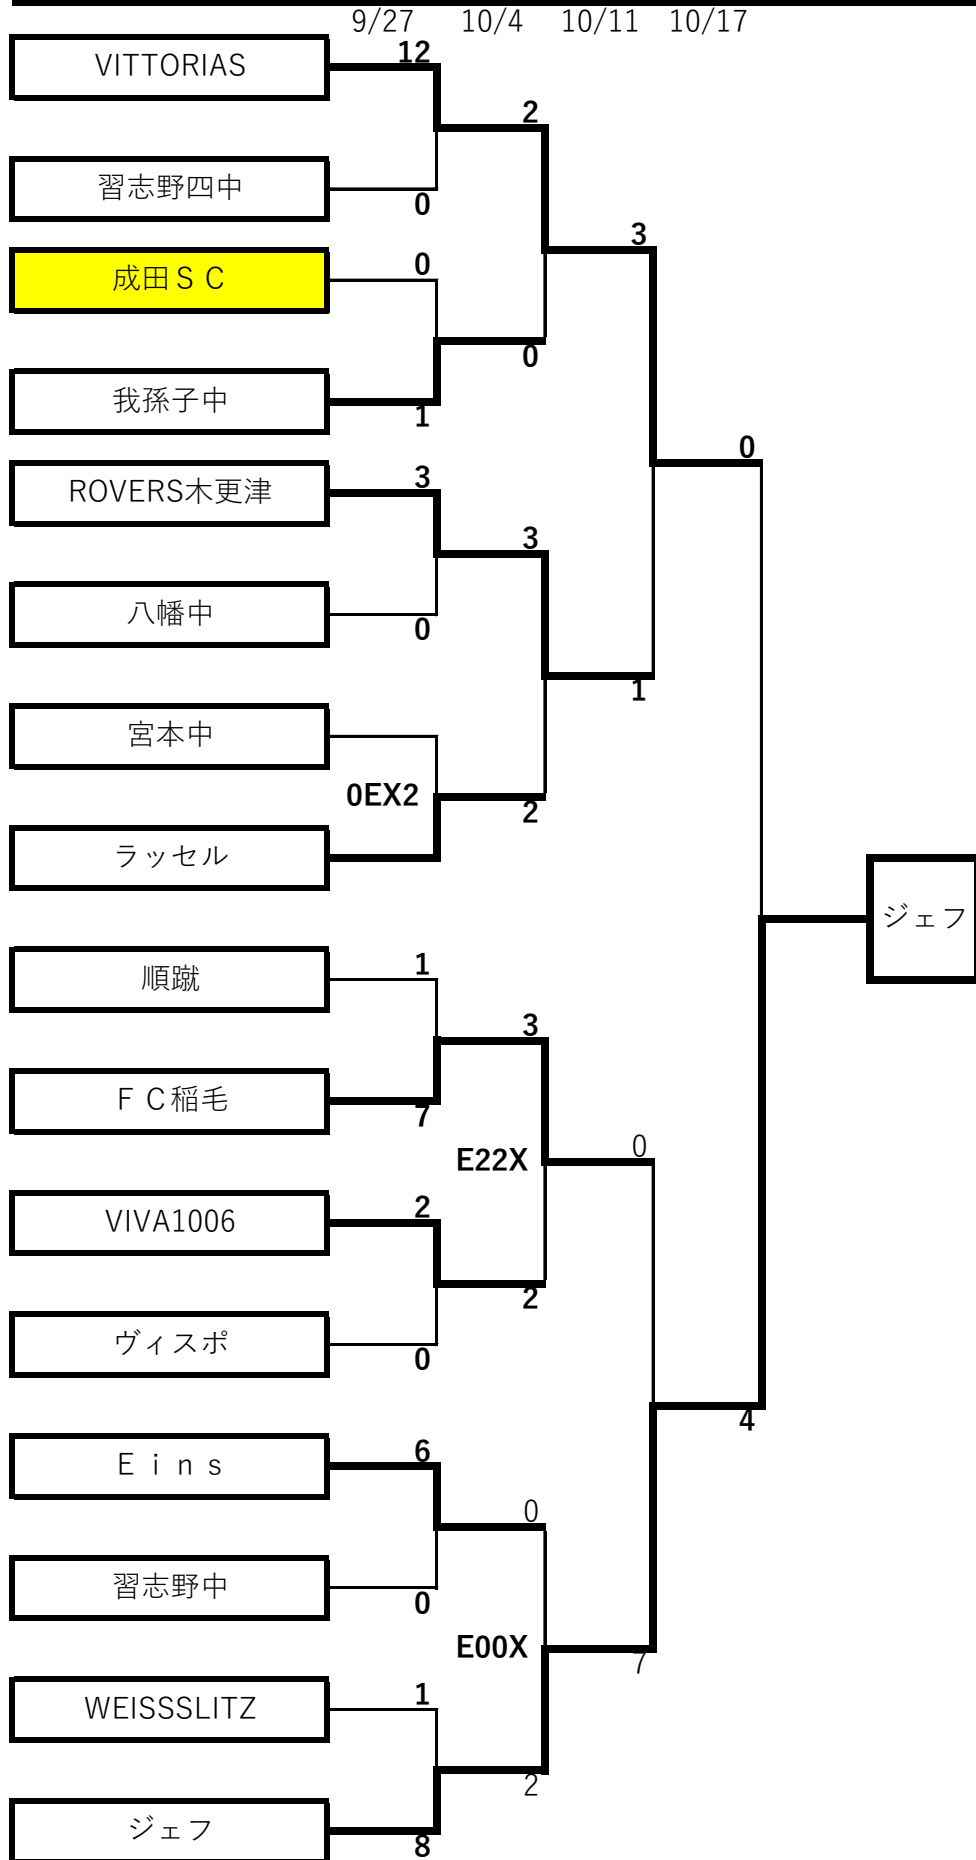 9/27 10/4 10/11 10/17
12
VITTORIAS
2
習志野四中
0
3
0
成田ＳＣ
0
我孫子中
1
0
3
ROVERS木更津
3
八幡中
0
1
宮本中
0EX2
2
ラッセル
ジェフ
1
順蹴
3
ＦＣ稲毛
7
0
E22X
2
VIVA1006
2
ヴィスポ
0
4
6
Ｅｉｎｓ
0
習志野中
0
E00X
7
1
WEISSSLITZ
2
ジェフ
8